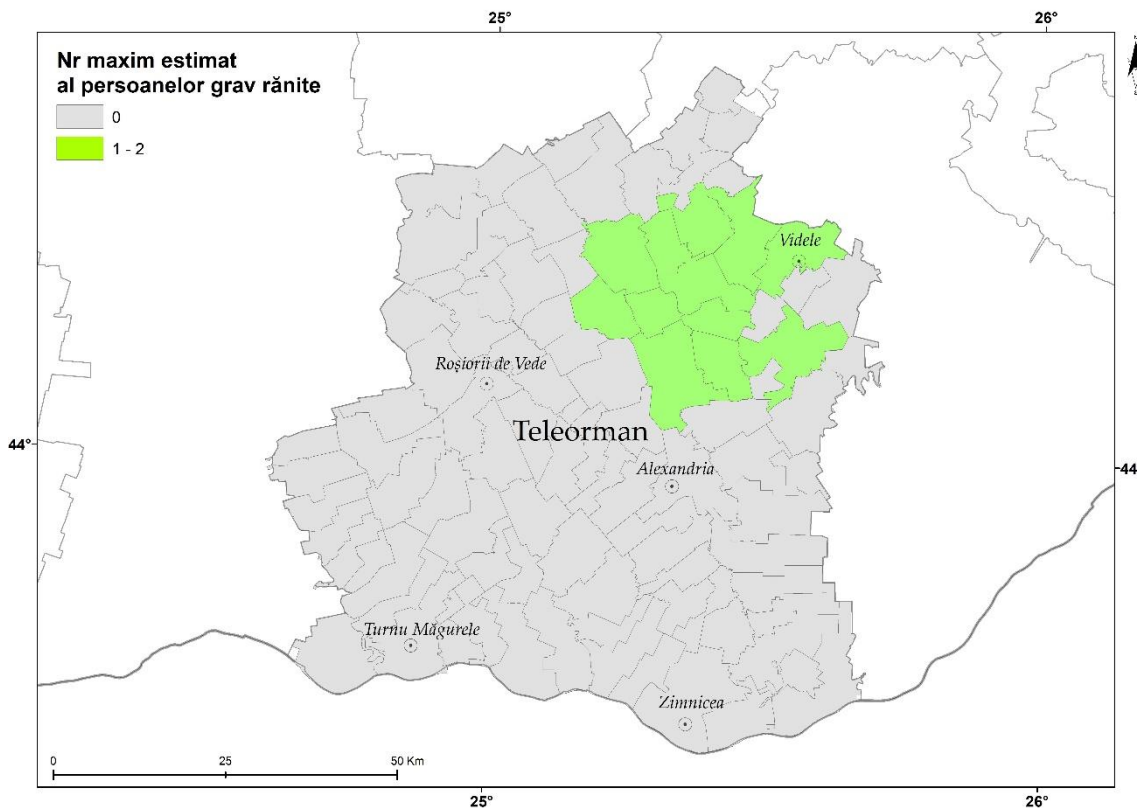 25°
26°
Nr maxim estimat
al persoanelor grav rănite
0
1 - 2
Videle
Roșiorii de Vede
Teleorman
44°
Alexandria
44
Turnu Măgurele
Zimnicea
0
25
50 Km
25°
26°